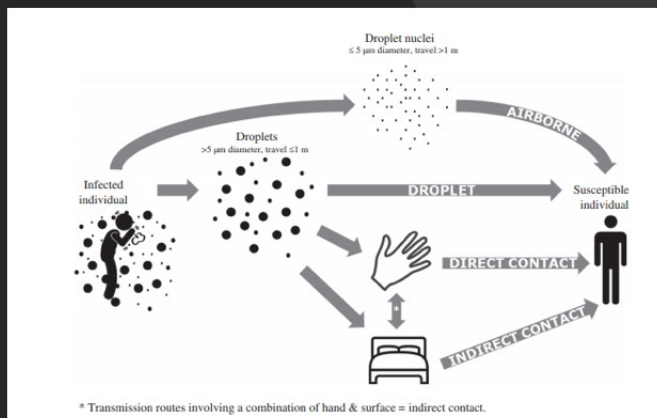 Droplet nuclei
≤ 5 μm diameter, travel >1 m
AIRBORNE
Droplets
>5 μm diameter, travel ≤1 m
Infected
individual
DROPLET
Susceptible
individual
DIRECT CONTACT
*
INDIRECT CONTACT
* Transmission routes involving a combination of hand & surface = indirect contact.